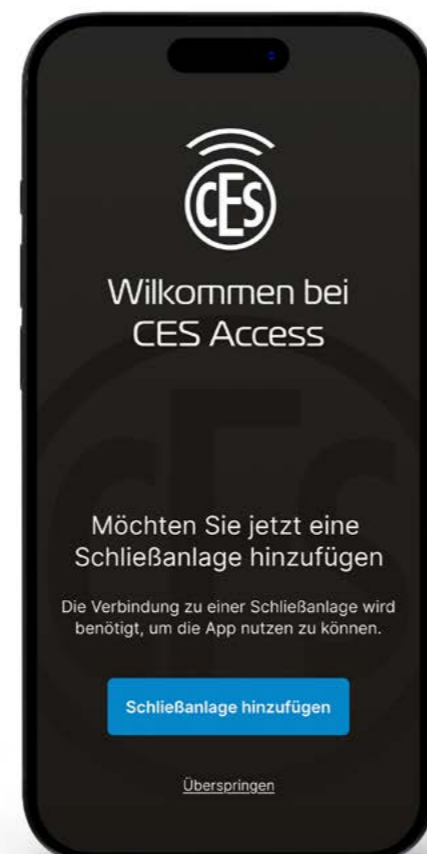 CES
Wilkommen bei
CES Access
Möchten Sie jetzt eine
Schließanlage hinzufügen
Die Verbindung zu einer Schließanlage wird
benötigt, um die App nutzen zu können.
Schließanlage hinzufügen
Überspringen